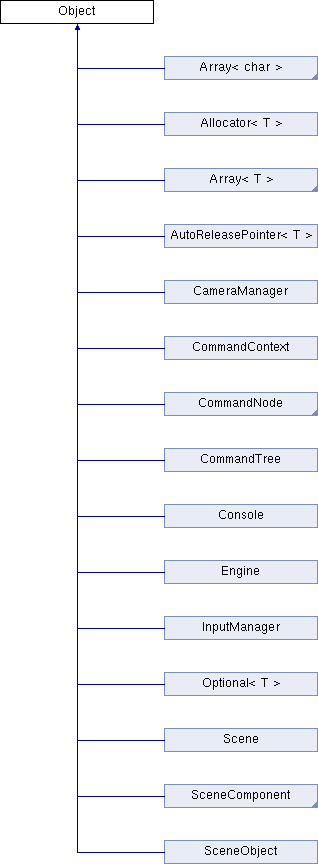 Object
Array< char >
Allocator< T >
Array< T >
AutoReleasePointer< T >
CameraManager
CommandContext
CommandNode
CommandTree
Console
Engine
InputManager
Optional< T >
Scene
SceneComponent
SceneObject